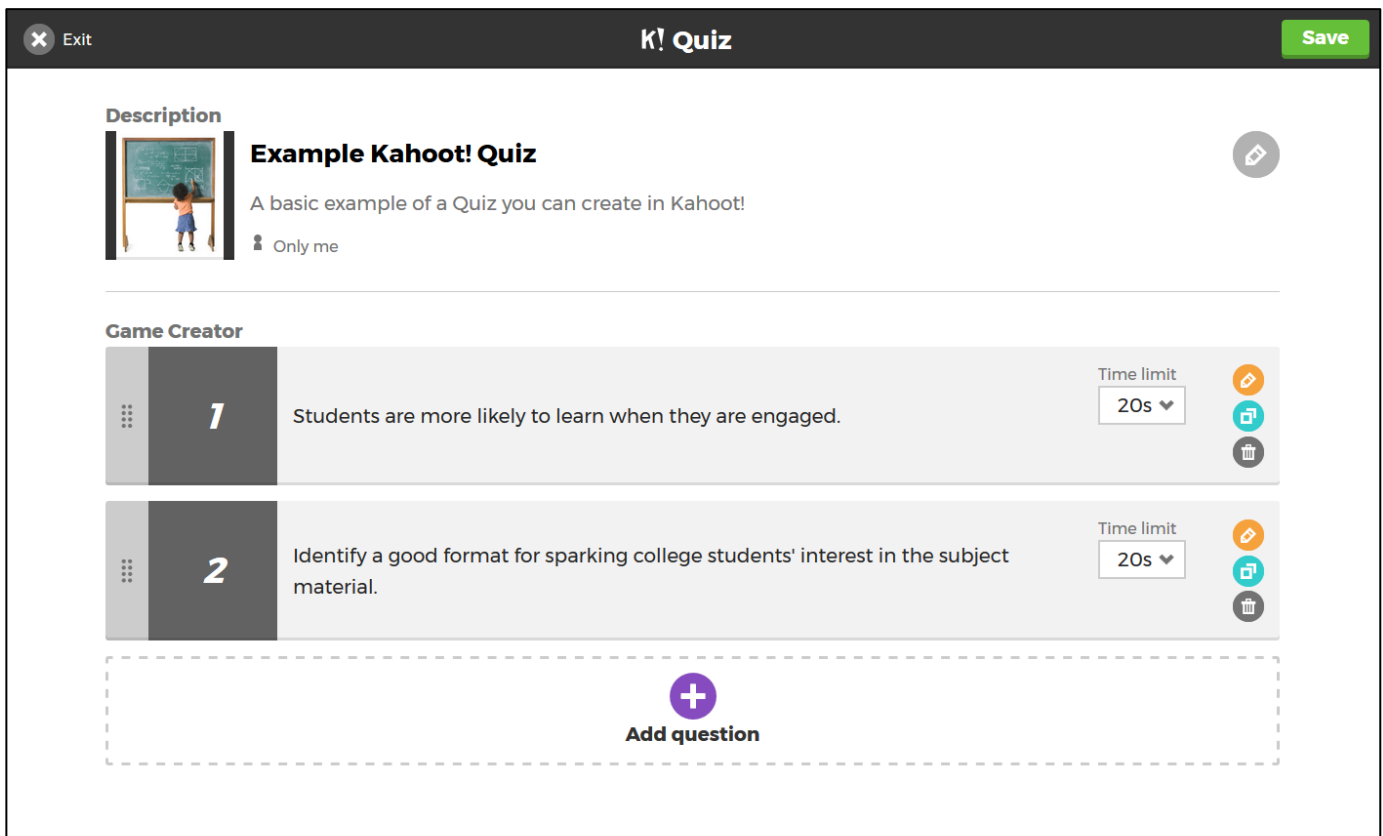 Exit
K! Quiz
Save
Description
Example Kahoot! Quiz
A basic example of a Quiz you can create in Kahoot!
Only me
Game Creator
1
Students are more likely to learn when they are engaged.
Time limit
20s
2
Identify a good format for sparking college students' interest in the subject
material.
Time limit
20s
Add question